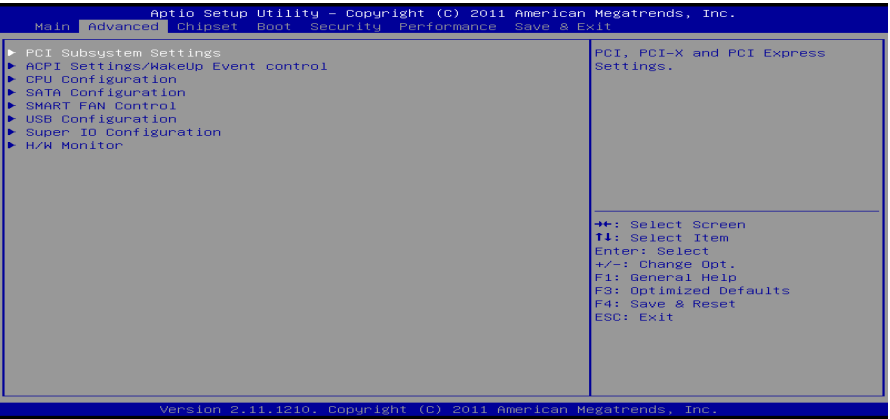 Aptio Setup Utility – Copyright (C) 2011 American Megatrends, Inc.
Main Advanced Chipset Boot Security Performance Save & Exit
► PCI Subsystem Settings
► ACPI Settings/WakeUp Event control
► CPU Configuration
► SATA Configuration
► SMART FAN Control
► USB Configuration
► Super IO Configuration
► H/W Monitor
PCI, PCI-X and PCI Express
Settings.
→←: Select Screen
↑↓: Select Item
Enter: Select
+/-: Change Opt.
F1: General Help
F3: Optimized Defaults
F4: Save & Reset
ESC: Exit
Version 2.11.1210. Copyright (C) 2011 American Megatrends, Inc.